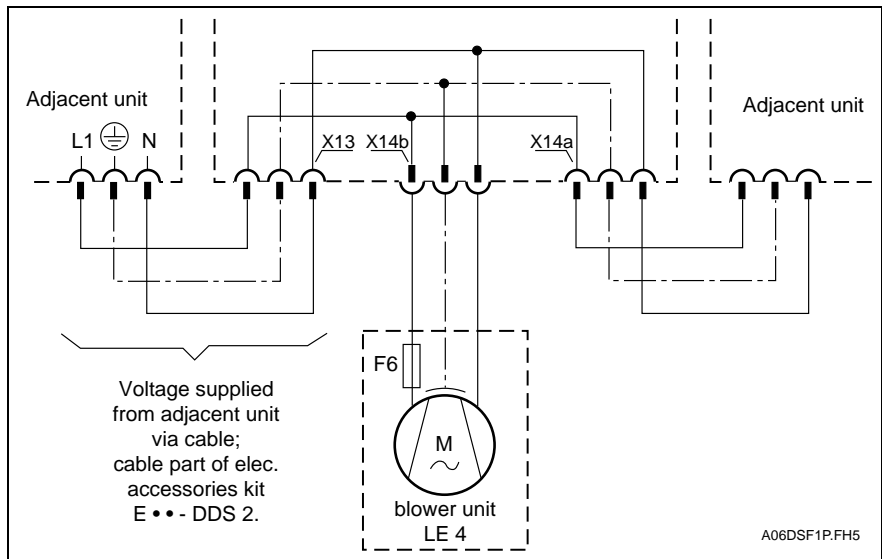 Adjacent unit
Adjacent unit
L1 N
X13 X14b X14a
F6
M
blower unit
LE 4
Voltage supplied
from adjacent unit
via cable;
cable part of elec.
accessories kit
E • • - DDS 2.
A06DSF1P.FH5